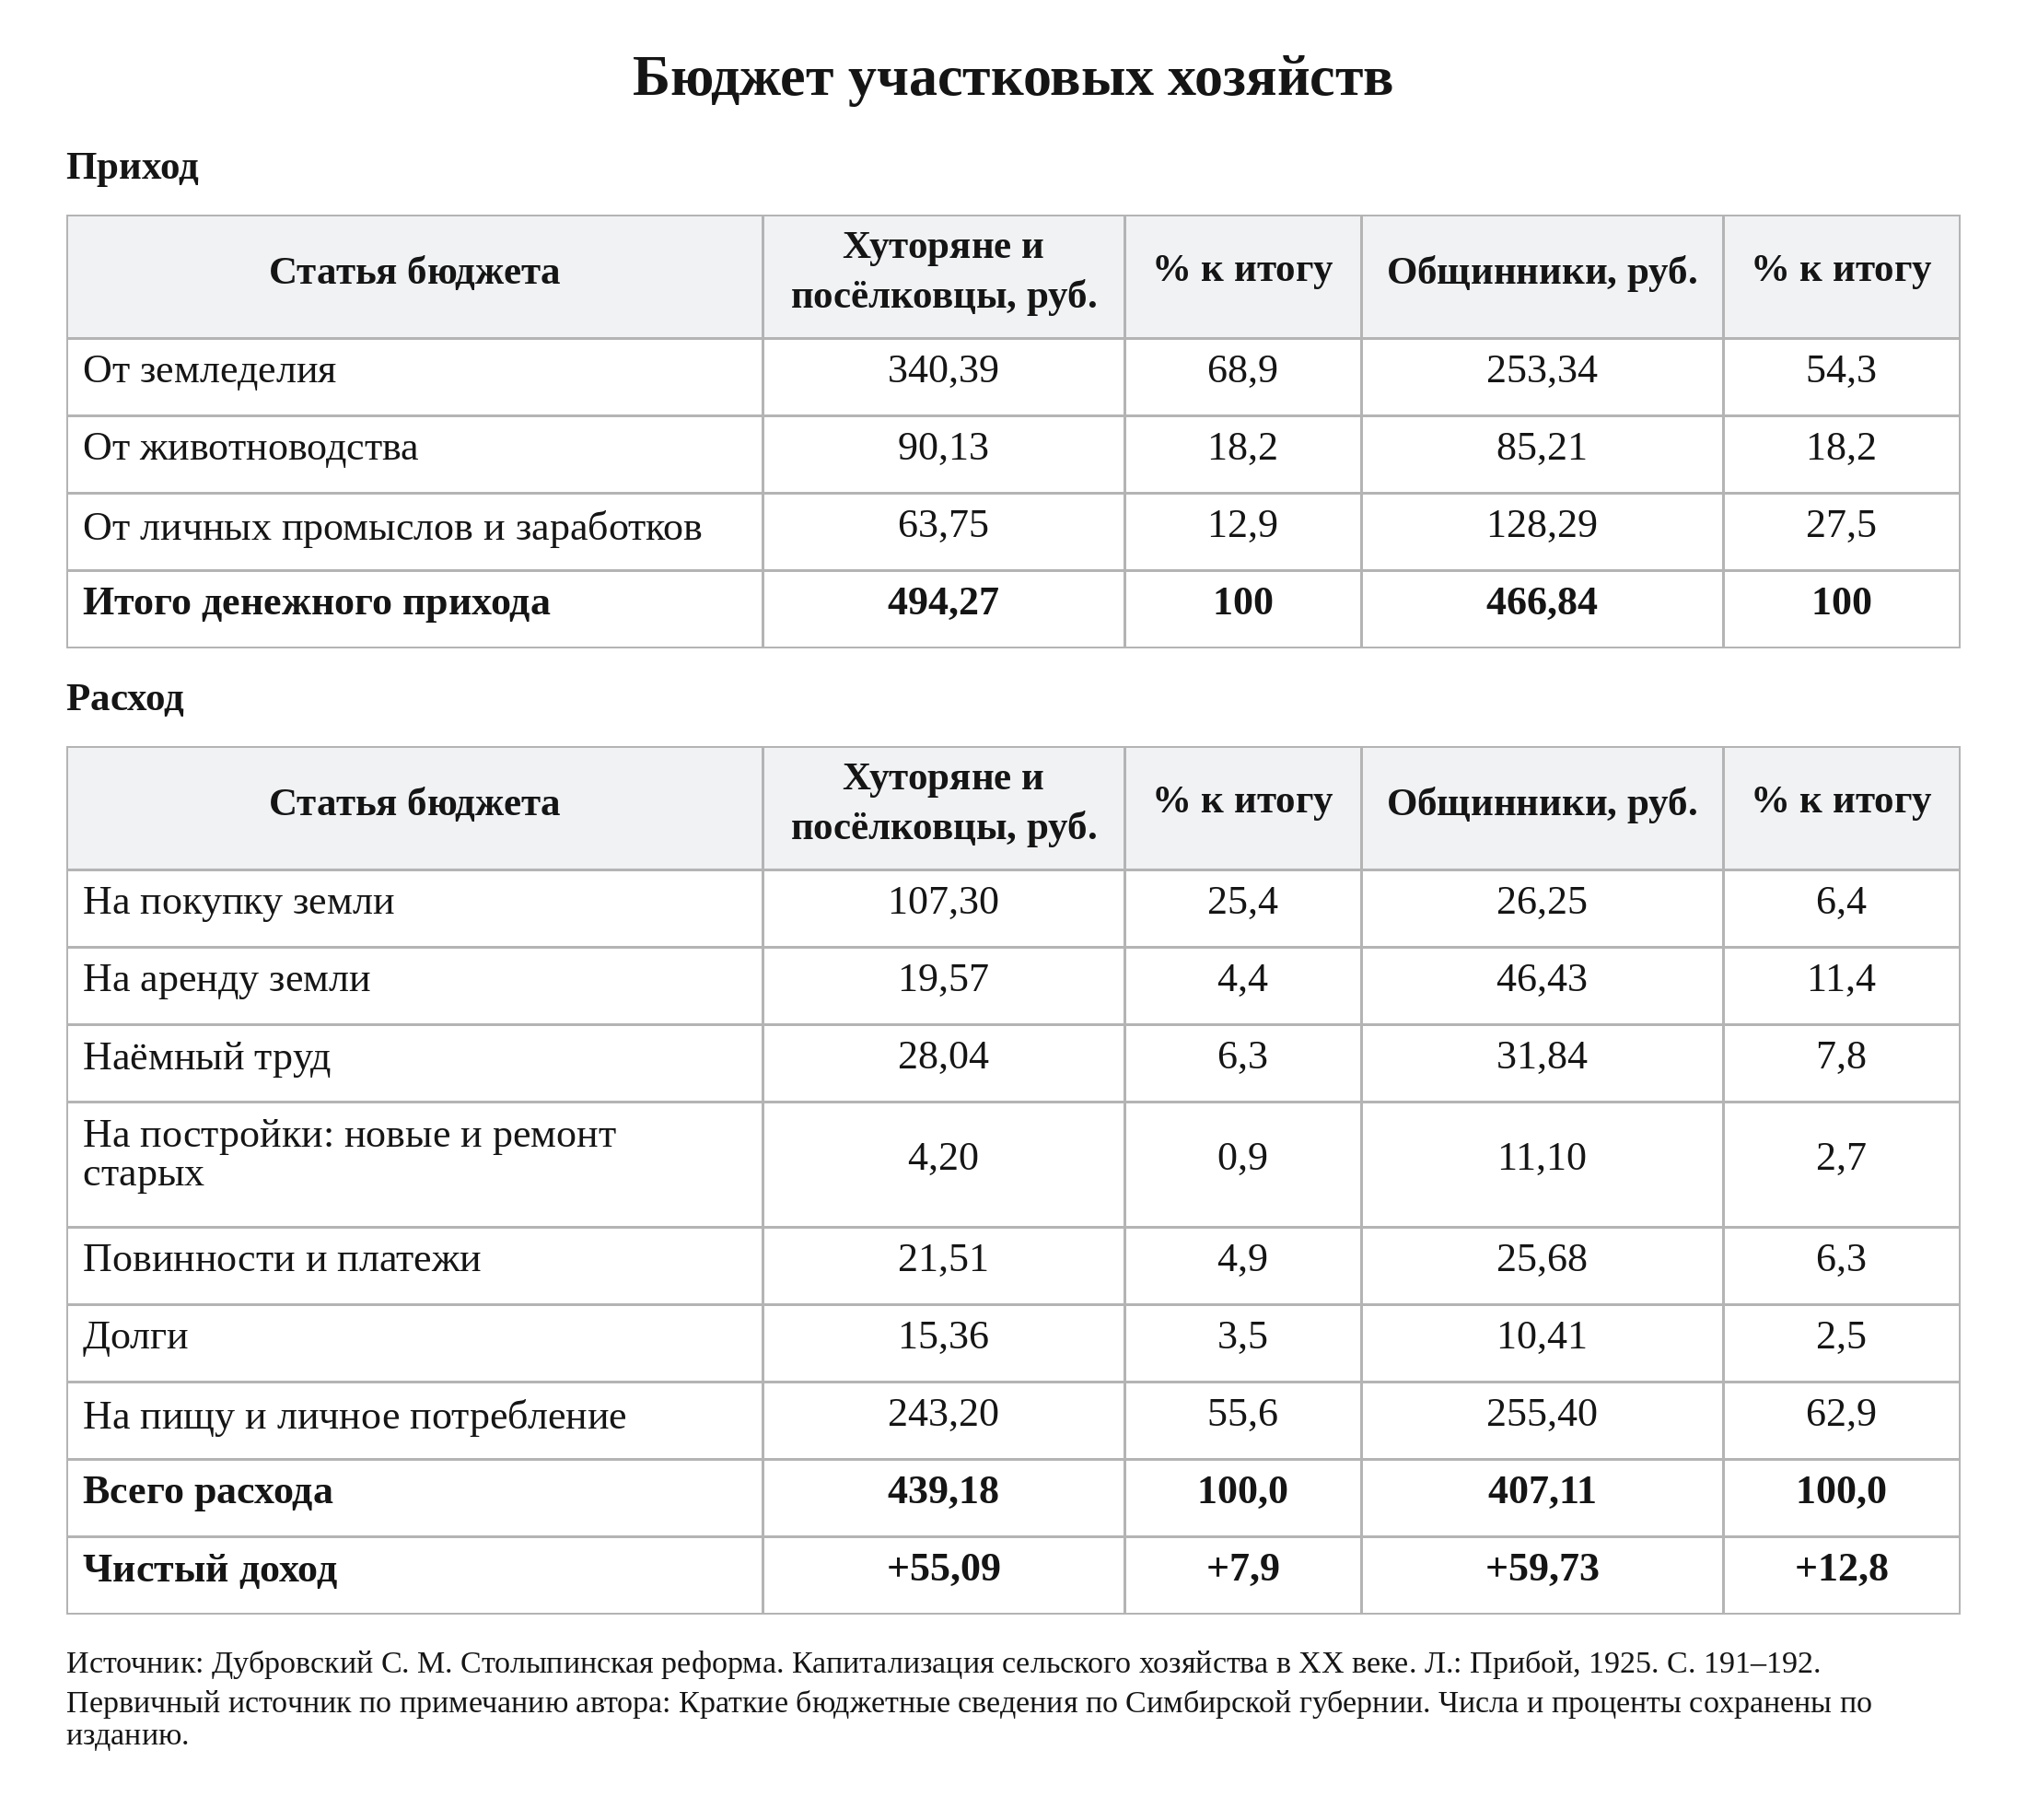 Бюджет участковых хозяйств
Приход
Статья бюджета
Хуторяне и
посёлковцы, руб.
% к итогу
Общинники, руб.
% к итогу
От земледелия 340,39 68,9 253,34 54,3
От животноводства 90,13 18,2 85,21 18,2
От личных промыслов и заработков 63,75 12,9 128,29 27,5
Итого денежного прихода 494,27 100 466,84 100
Расход
Статья бюджета
Хуторяне и
посёлковцы, руб.
% к итогу
Общинники, руб.
% к итогу
На покупку земли 107,30 25,4 26,25 6,4
На аренду земли 19,57 4,4 46,43 11,4
Наёмный труд 28,04 6,3 31,84 7,8
На постройки: новые и ремонт
старых
4,20 0,9 11,10 2,7
Повинности и платежи 21,51 4,9 25,68 6,3
Долги 15,36 3,5 10,41 2,5
На пищу и личное потребление 243,20 55,6 255,40 62,9
Всего расхода 439,18 100,0 407,11 100,0
Чистый доход +55,09 +7,9 +59,73 +12,8
Источник: Дубровский С. М. Столыпинская реформа. Капитализация сельского хозяйства в XX веке. Л.: Прибой, 1925. С. 191–192.
Первичный источник по примечанию автора: Краткие бюджетные сведения по Симбирской губернии. Числа и проценты сохранены по
изданию.